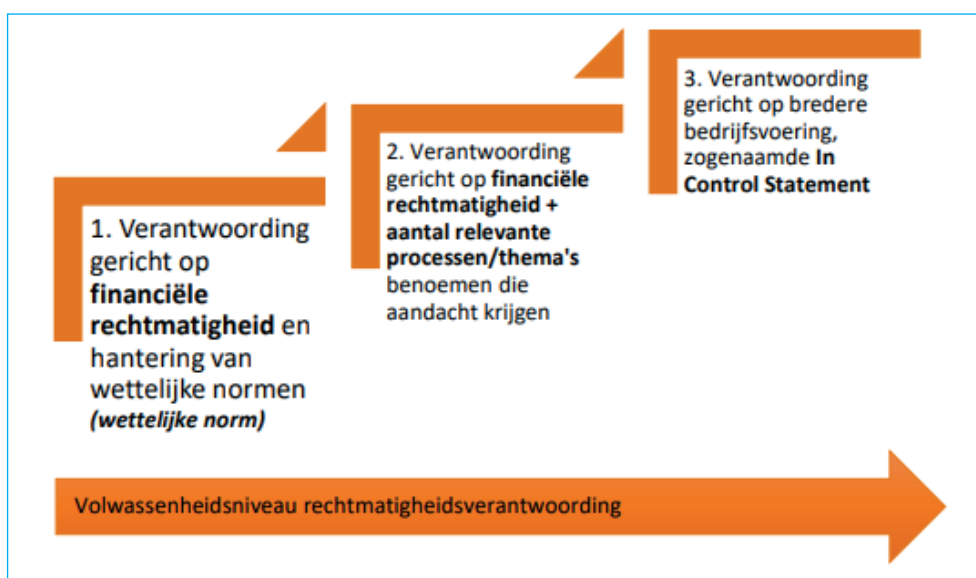 1. Verantwoording
gericht op
financiële
rechtmatigheid en
hantering van
wettelijke normen
(wettelijke norm)
2. Verantwoording
gericht op financiële
rechtmatigheid +
aantal relevante
processen/thema's
benoemen die
aandacht krijgen
3. Verantwoording
gericht op bredere
bedrijfsvoering,
zogenaamde In
Control Statement
Volwassenheidsniveau rechtmatigheidsverantwoording